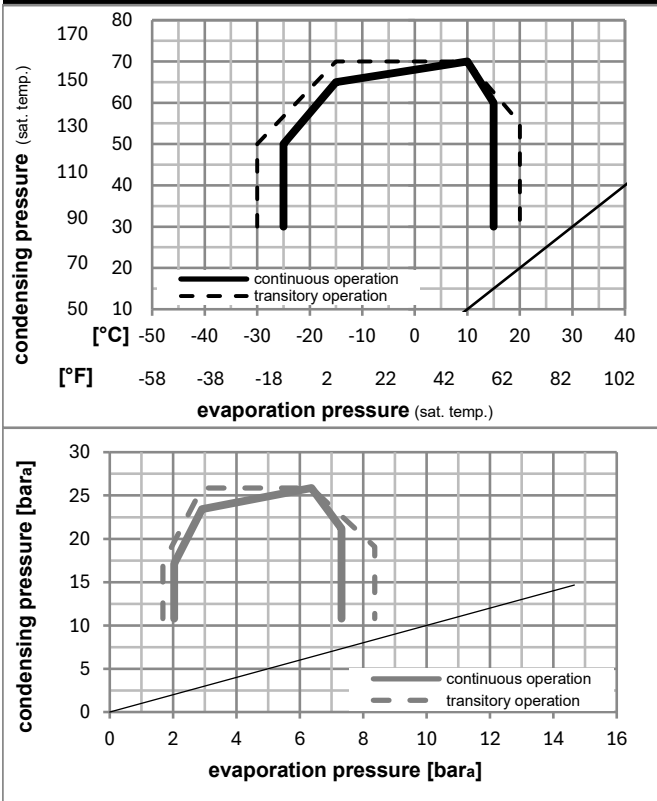 condensing pressure (sat. temp.)
170 80
70
150 60
130 50
110 40
90 30
70 20
50 10
continuous operation
transitory operation
[°C] -50 -40 -30 -20 -10 0 10 20 30 40
[°F] -58 -38 -18 2 22 42 62 82 102
evaporation pressure (sat. temp.)
condensing pressure [bara]
30
25
20
15
10
5
0
continuous operation
transitory operation
0 2 4 6 8 10 12 14 16
evaporation pressure [bara]